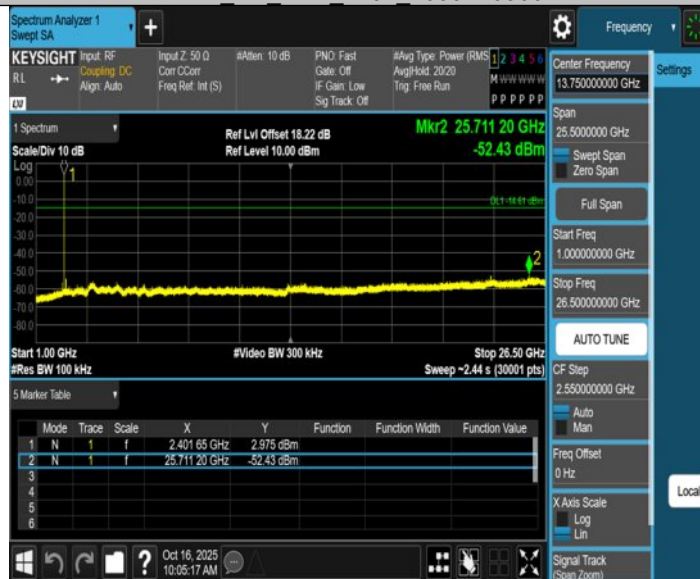 Spectrum Analyzer 1
Swept SA
+
Frequency
KEYSIGHT
RL
LXI
Input: RF
Coupling: DC
Align: Auto
Input Z: 50 Ω
Corr CCorr
Freq Ref: Int (S)
#Atten: 10 dB
PNO: Fast
Gate: Off
IF Gain: Low
Sig Track: Off
#Avg Type: Power (RMS
Avg|Hold: 20/20
Trig: Free Run
1 2 3 4 5 6
M W W W W W
P P P P P P
1 Spectrum
Scale/Div 10 dB
Log
Ref Lvl Offset 18.22 dB
Ref Level 10.00 dBm
Mkr2 25.711 20 GHz
-52.43 dBm
0.00
-10.0
-20.0
-30.0
-40.0
-50.0
-60.0
-70.0
-80.0
1
DL1 -14.61 dBm
2
Start 1.00 GHz
#Video BW 300 kHz
Stop 26.50 GHz
#Res BW 100 kHz
Sweep ~2.44 s (30001 pts)
5 Marker Table
Mode Trace Scale X Y Function Function Width Function Value
1 N 1 f 2.401 65 GHz 2.975 dBm
2 N 1 f 25.711 20 GHz -52.43 dBm
3
4
5
6
?
Oct 16, 2025
10:05:17 AM
Center Frequency
13.750000000 GHz
Settings
Span
25.5000000 GHz
Swept Span
Zero Span
Full Span
Start Freq
1.000000000 GHz
Stop Freq
26.500000000 GHz
AUTO TUNE
CF Step
2.550000000 GHz
Auto
Man
Freq Offset
0 Hz
X Axis Scale
Log
Lin
Signal Track
(Span Zoom)
Local